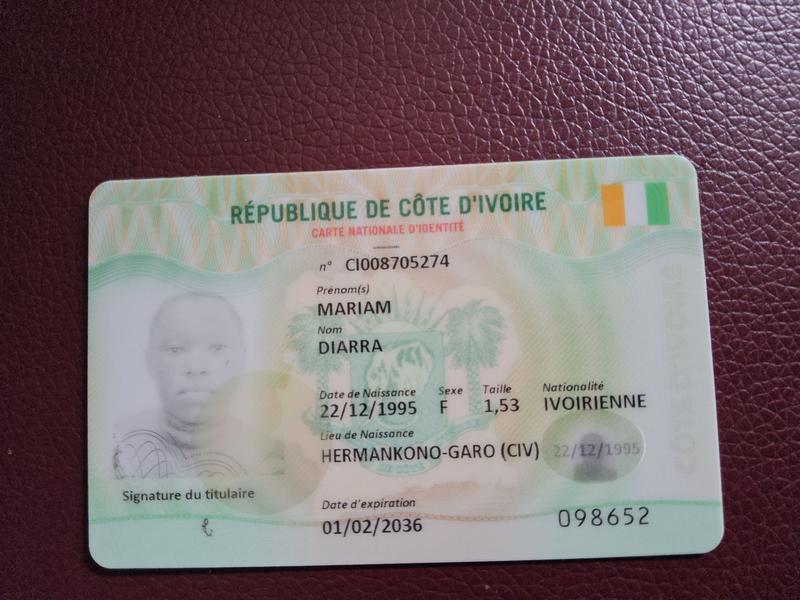 RÉPUBLIQUE DE CÔTE D'IVOIRE
CARTE NATIONALE D'IDENTITÉ
n° CI008705274
Prénom(s)
MARIAM
Nom
DIARRA
Date de Naissance Sexe Taille Nationalité
22/12/1995 F 1,53 IVOIRIENNE
Lieu de Naissance
HERMANKONO-GARO (CIV)
22/12/1995
Signature du titulaire
Date d'expiration
01/02/2036
098652